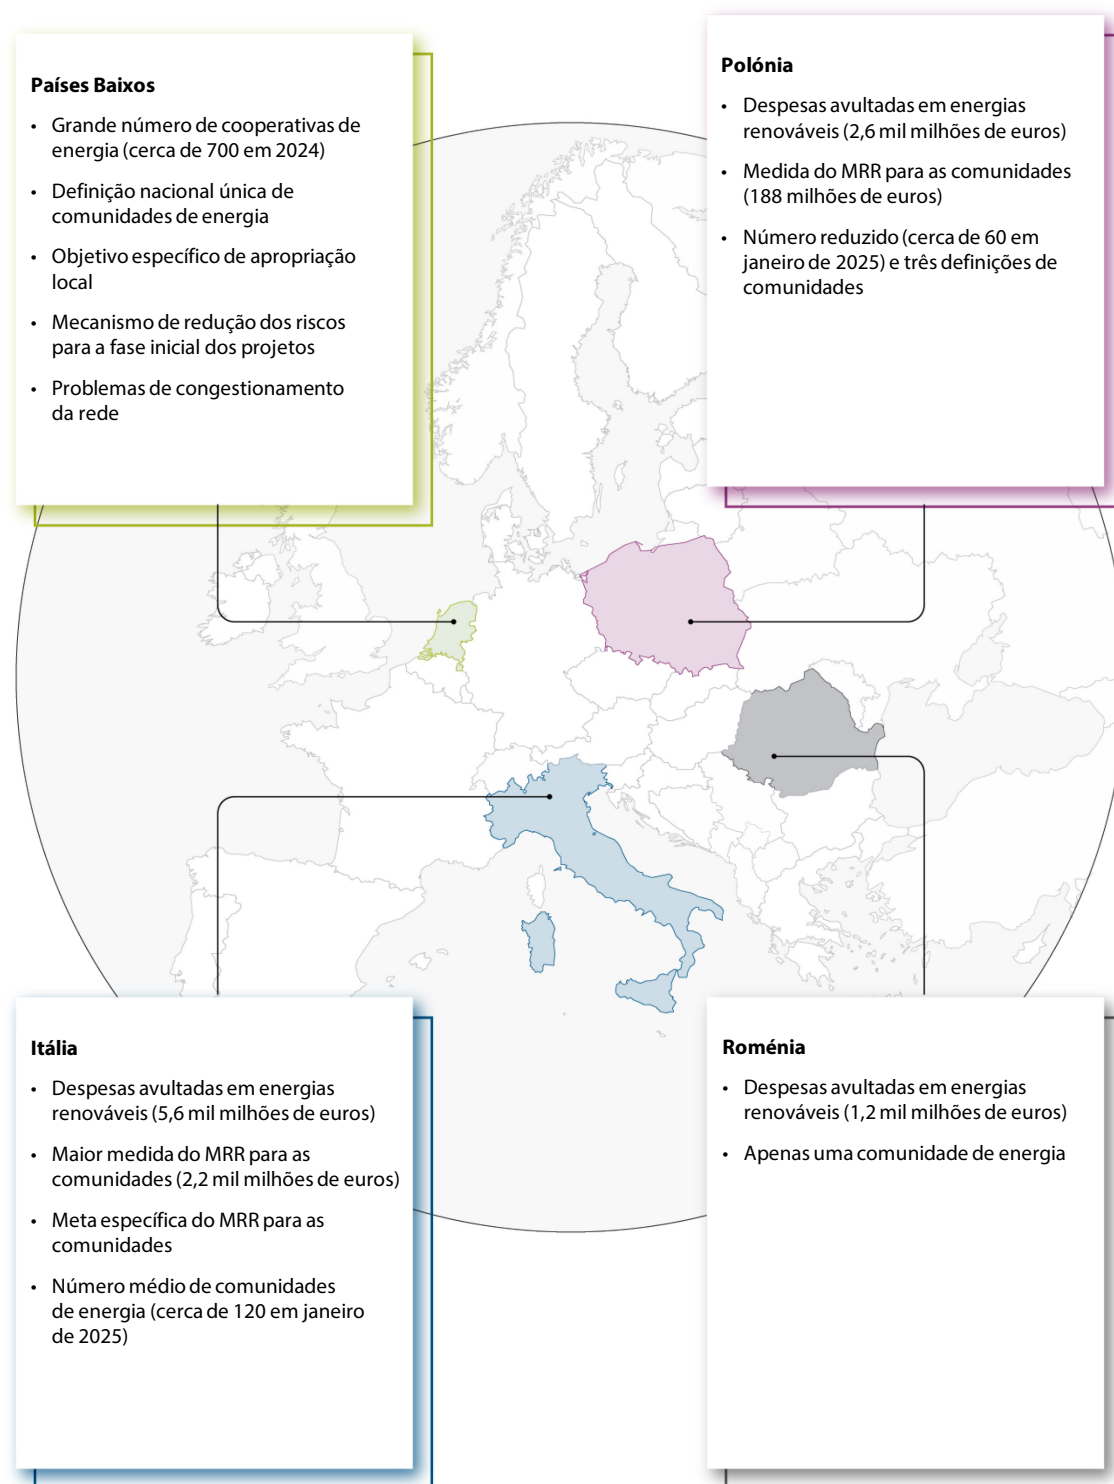 Países Baixos
• Grande número de cooperativas de
energia (cerca de 700 em 2024)
• Definição nacional única de
comunidades de energia
• Objetivo específico de apropriação
local
• Mecanismo de redução dos riscos
para a fase inicial dos projetos
• Problemas de congestionamento
da rede
Polónia
• Despesas avultadas em energias
renováveis (2,6 mil milhões de euros)
• Medida do MRR para as comunidades
(188 milhões de euros)
• Número reduzido (cerca de 60 em
janeiro de 2025) e três definições de
comunidades
Itália
• Despesas avultadas em energias
renováveis (5,6 mil milhões de euros)
• Maior medida do MRR para as
comunidades (2,2 mil milhões de euros)
• Meta específica do MRR para as
comunidades
• Número médio de comunidades
de energia (cerca de 120 em janeiro
de 2025)
Roménia
• Despesas avultadas em energias
renováveis (1,2 mil milhões de euros)
• Apenas uma comunidade de energia